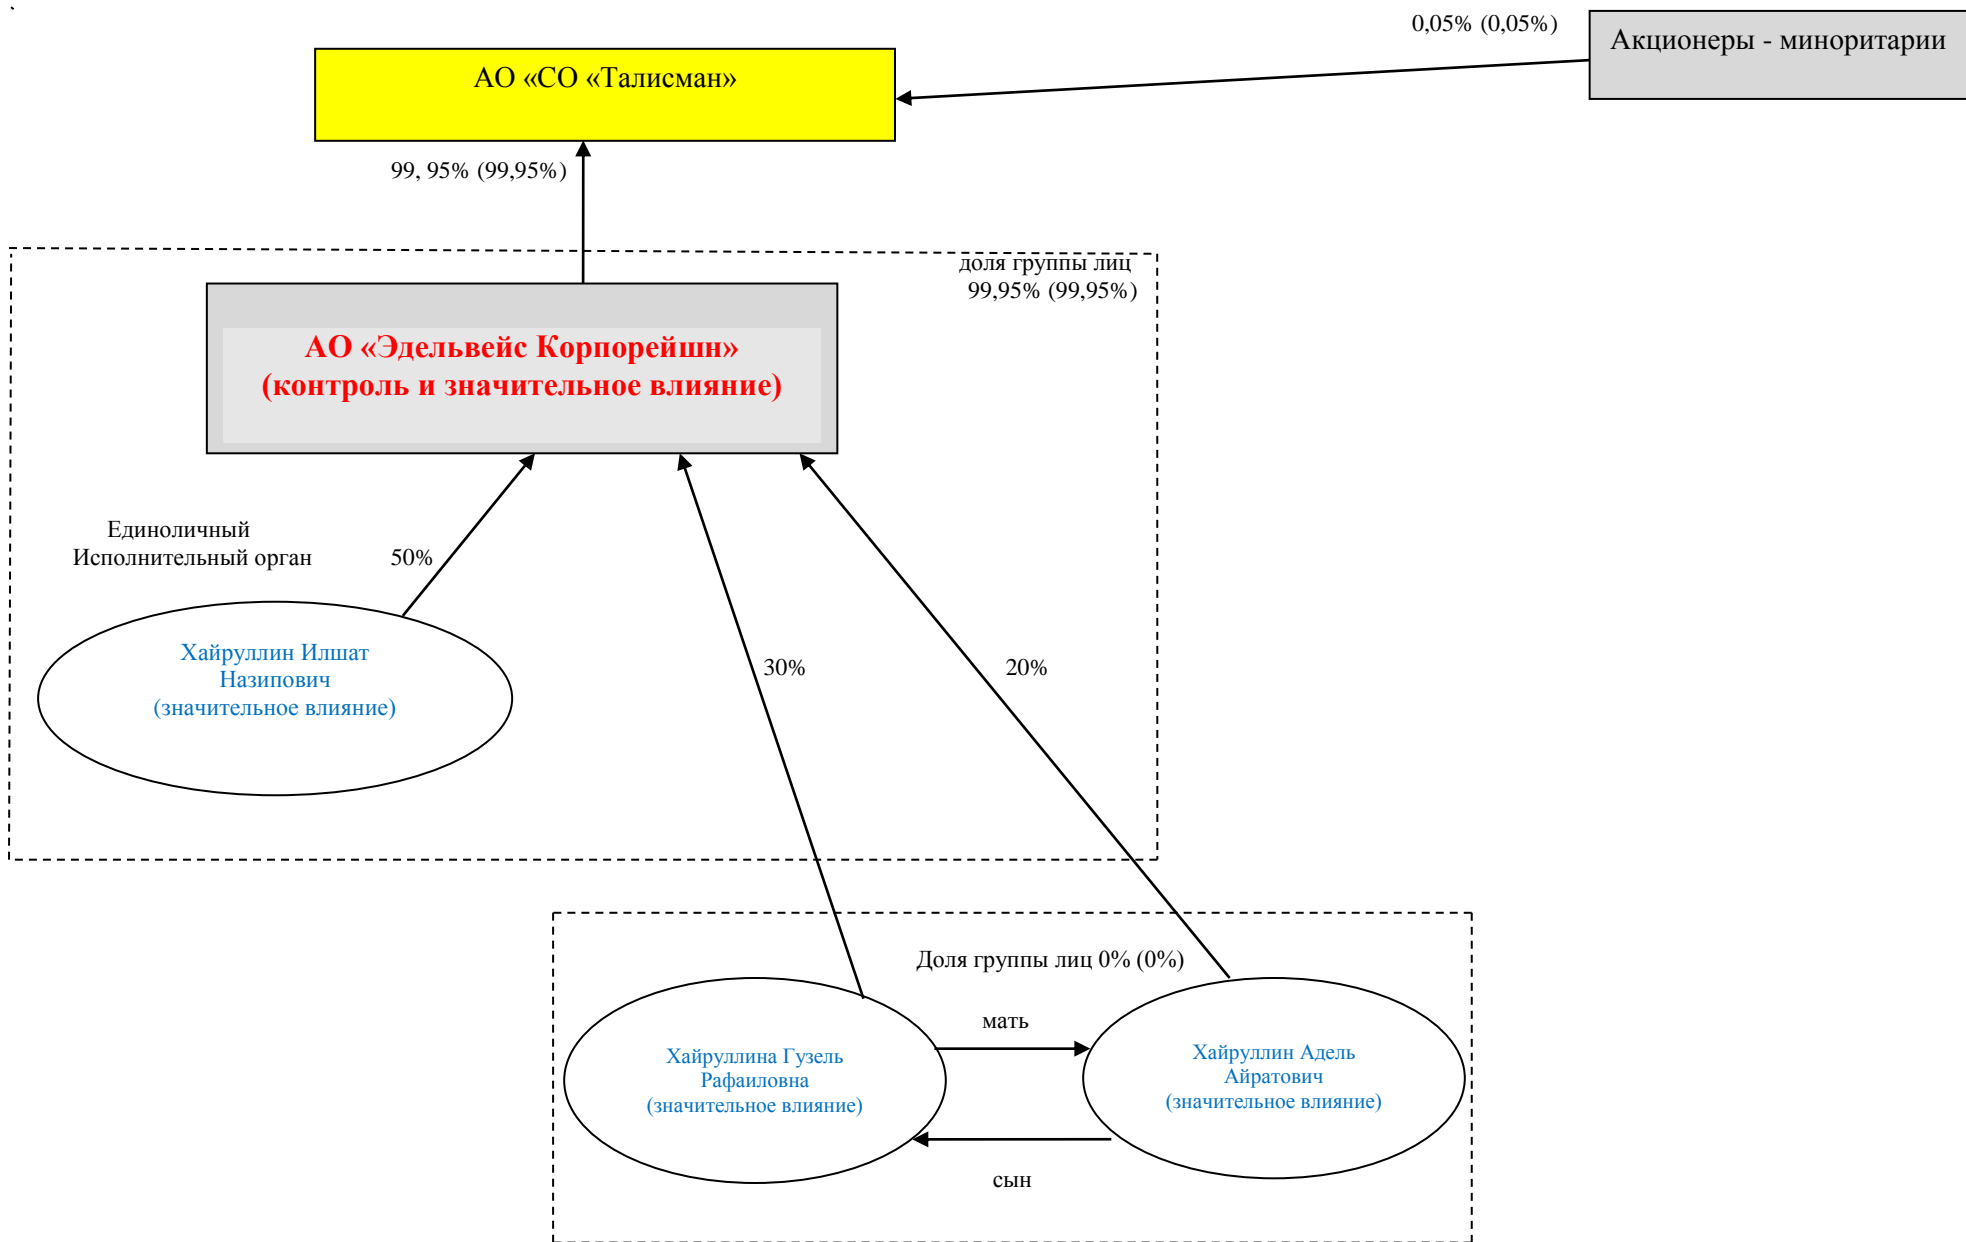 0,05% (0,05%)
Акционеры - миноритарии
АО «СО «Талисман»
99, 95% (99,95%)
доля группы лиц
99,95% (99,95%)
АО «Эдельвейс Корпорейшн»
(контроль и значительное влияние)
Единоличный
Исполнительный орган
50%
Хайруллин Илшат
Назипович
(значительное влияние)
30%
20%
Доля группы лиц 0% (0%)
мать
Хайруллина Гузель
Рафаиловна
(значительное влияние)
Хайруллин Адель
Айратович
(значительное влияние)
сын